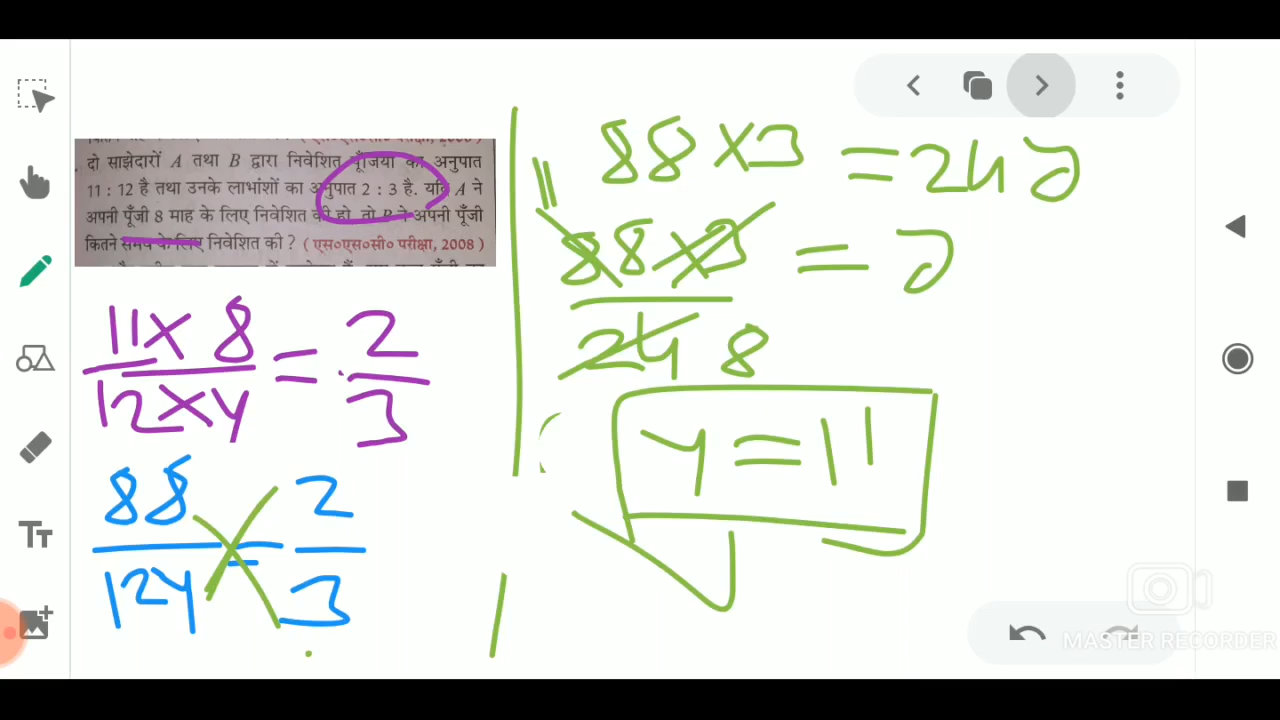 दो साझेदारों A तथा B द्वारा निवेशित पूँजियों का अनुपात
11 : 12 है तथा उनके लाभांशों का अनुपात 2 : 3 है. यदि A ने
अपनी पूँजी 8 माह के लिए निवेशित की हो, तो B ने अपनी पूँजी
कितने समय के लिए निवेशित की ? ( एस०एस०सी० परीक्षा, 2008 )
11 × 8 = 2
12 × y 3
88 = 2
12y 3
88 × 3 = 24y
11
88 × 3 = y
24 8
y = 11
Tт
MASTER RECORDER